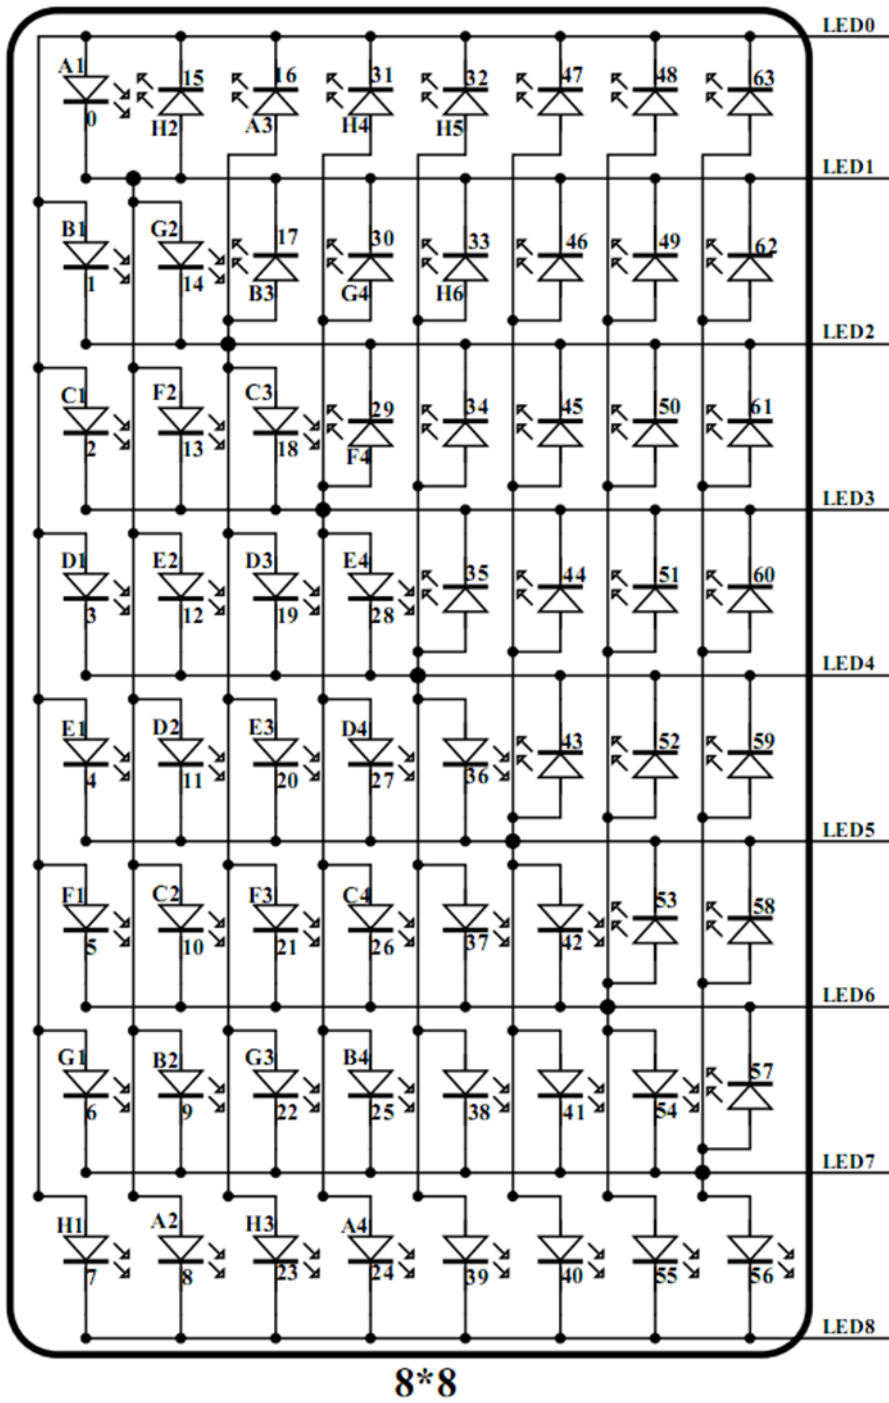 LED0
A1 15 16 31 32 47 48 63
0 H2 A3 H4 H5
LED1
B1 G2 17 30 33 46 49 62
1 14 B3 G4 H6
LED2
C1 F2 C3 29 34 45 50 61
2 13 18 F4
LED3
D1 E2 D3 E4 35 44 51 60
3 12 19 28
LED4
E1 D2 E3 D4 43 52 59
4 11 20 27 36
LED5
F1 C2 F3 C4 53 58
5 10 21 26 37 42
LED6
G1 B2 G3 B4 57
6 9 22 25 38 41 54
LED7
H1 A2 H3 A4
7 8 23 24 39 40 55 56
LED8
8*8